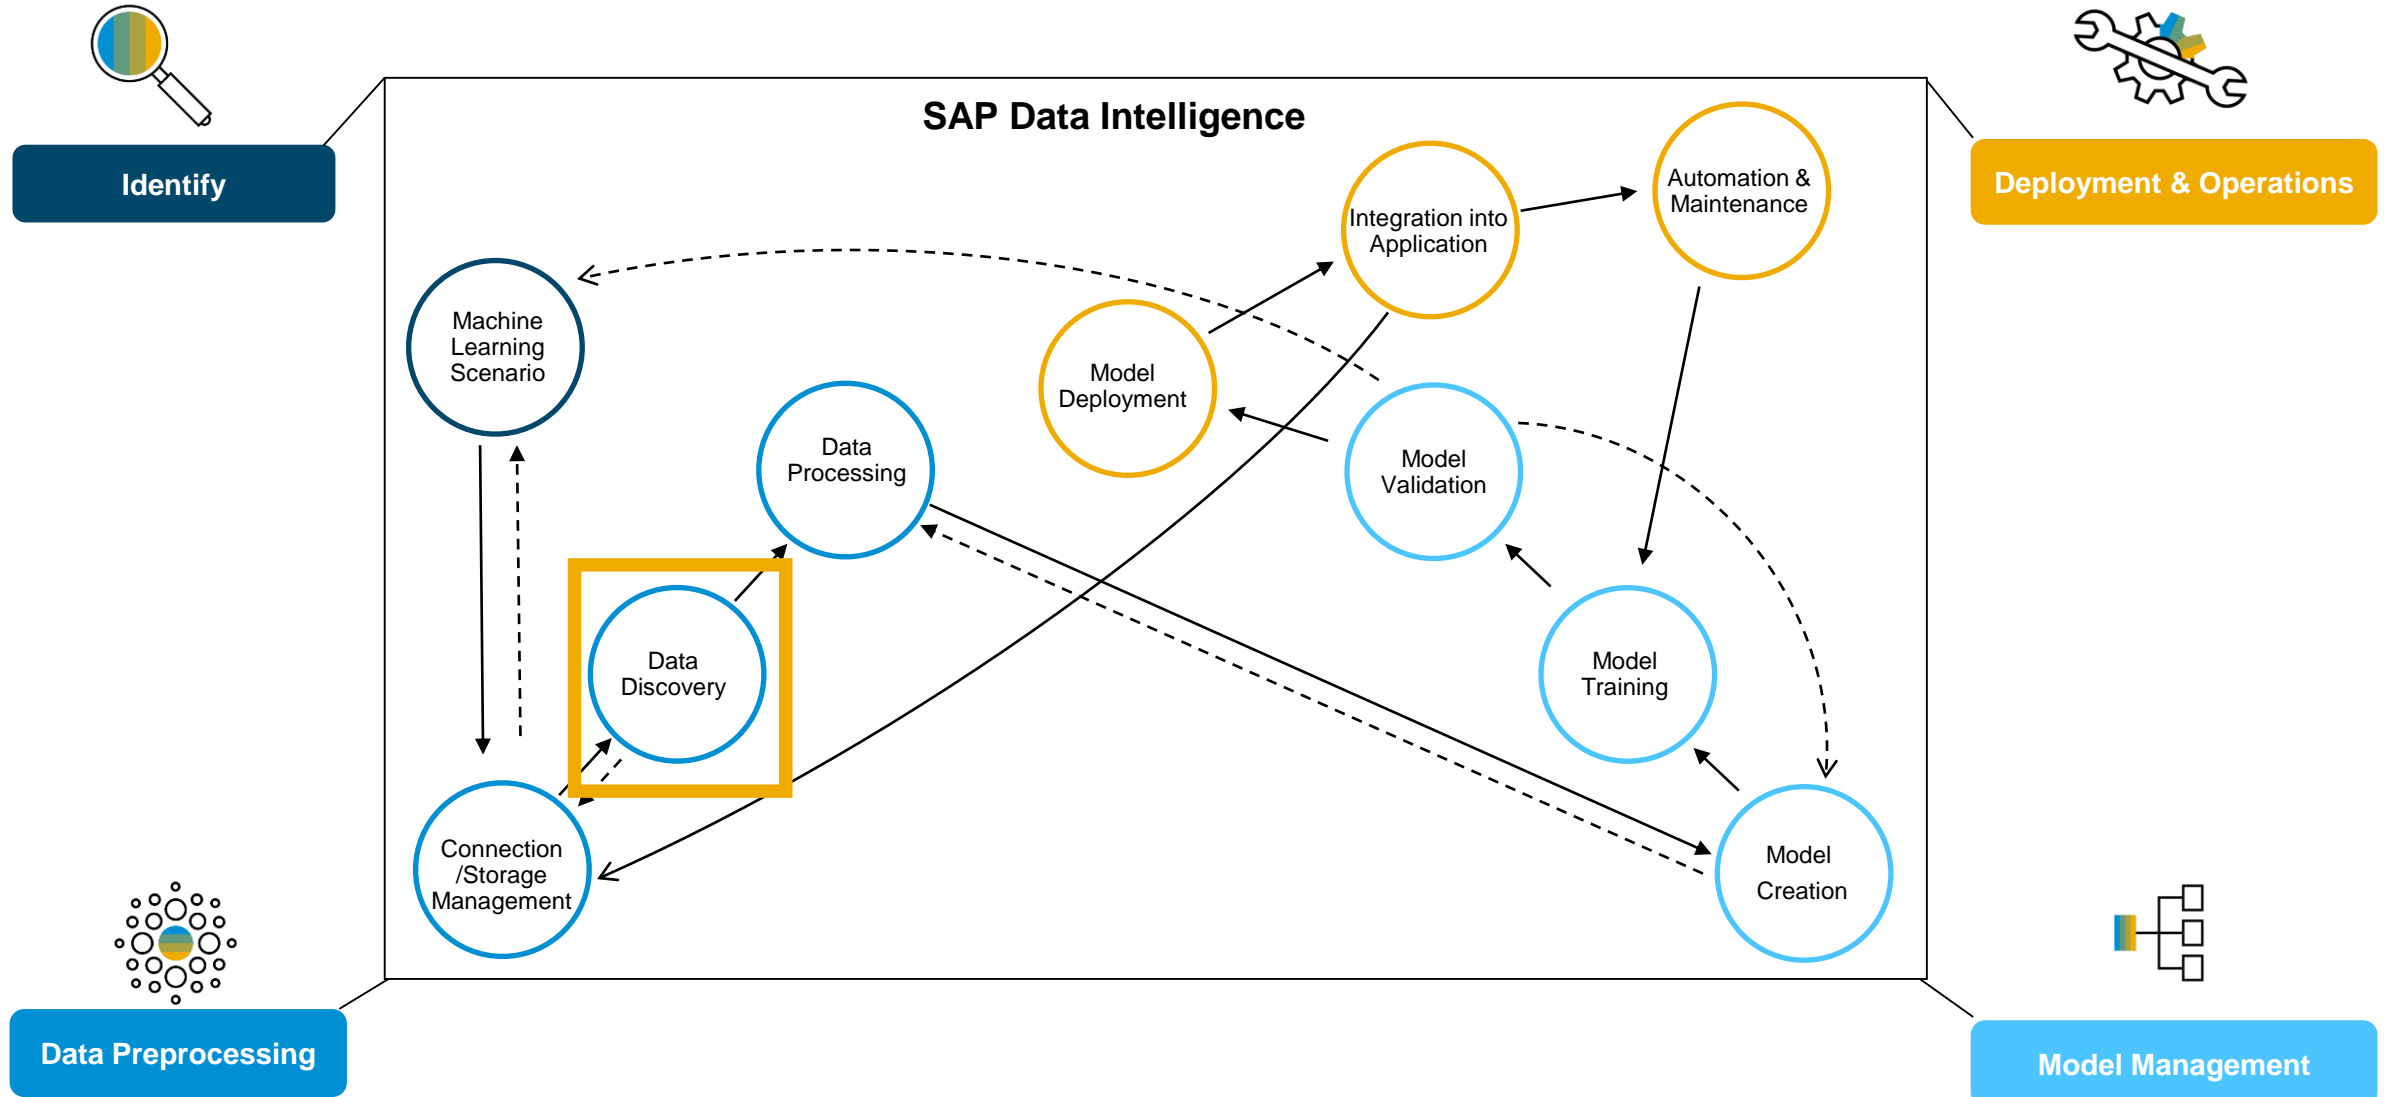 SAP Data Intelligence
Identify
Deployment & Operations
Automation &
Maintenance
Integration into
Application
Machine
Learning
Scenario
Model
Deployment
Data
Processing
Model
Validation
Data
Discovery
Model
Training
Connection
/Storage
Management
Model
Creation
Data Preprocessing
Model Management